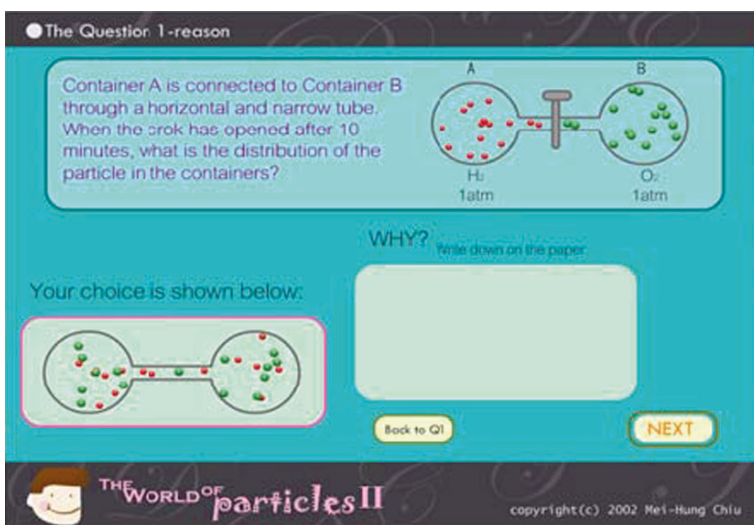 The Question 1-reason
Container A is connected to Container B
through a horizontal and narrow tube.
When the crok has opened after 10
minutes, what is the distribution of the
particle in the containers?
A
B
H₂
1atm
O₂
1atm
WHY?
Write down on the paper
Your choice is shown below:
Back to Q1
NEXT
THE WORLD OF particles II
copyright(c) 2002 Mei-Hung Chiu